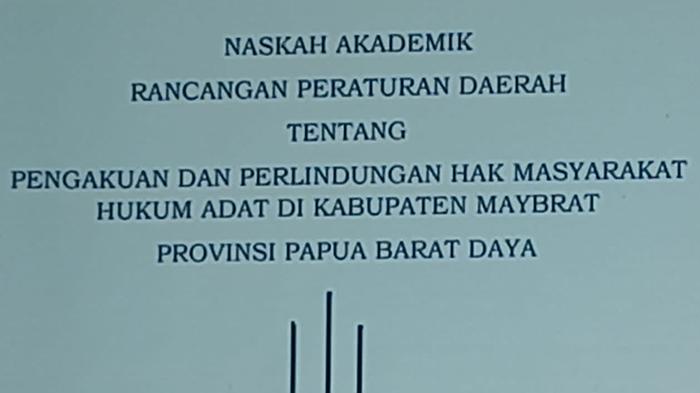 NASKAH AKADEMIK
RANCANGAN PERATURAN DAERAH
TENTANG
PENGAKUAN DAN PERLINDUNGAN HAK MASYARAKAT
HUKUM ADAT DI KABUPATEN MAYBRAT
PROVINSI PAPUA BARAT DAYA